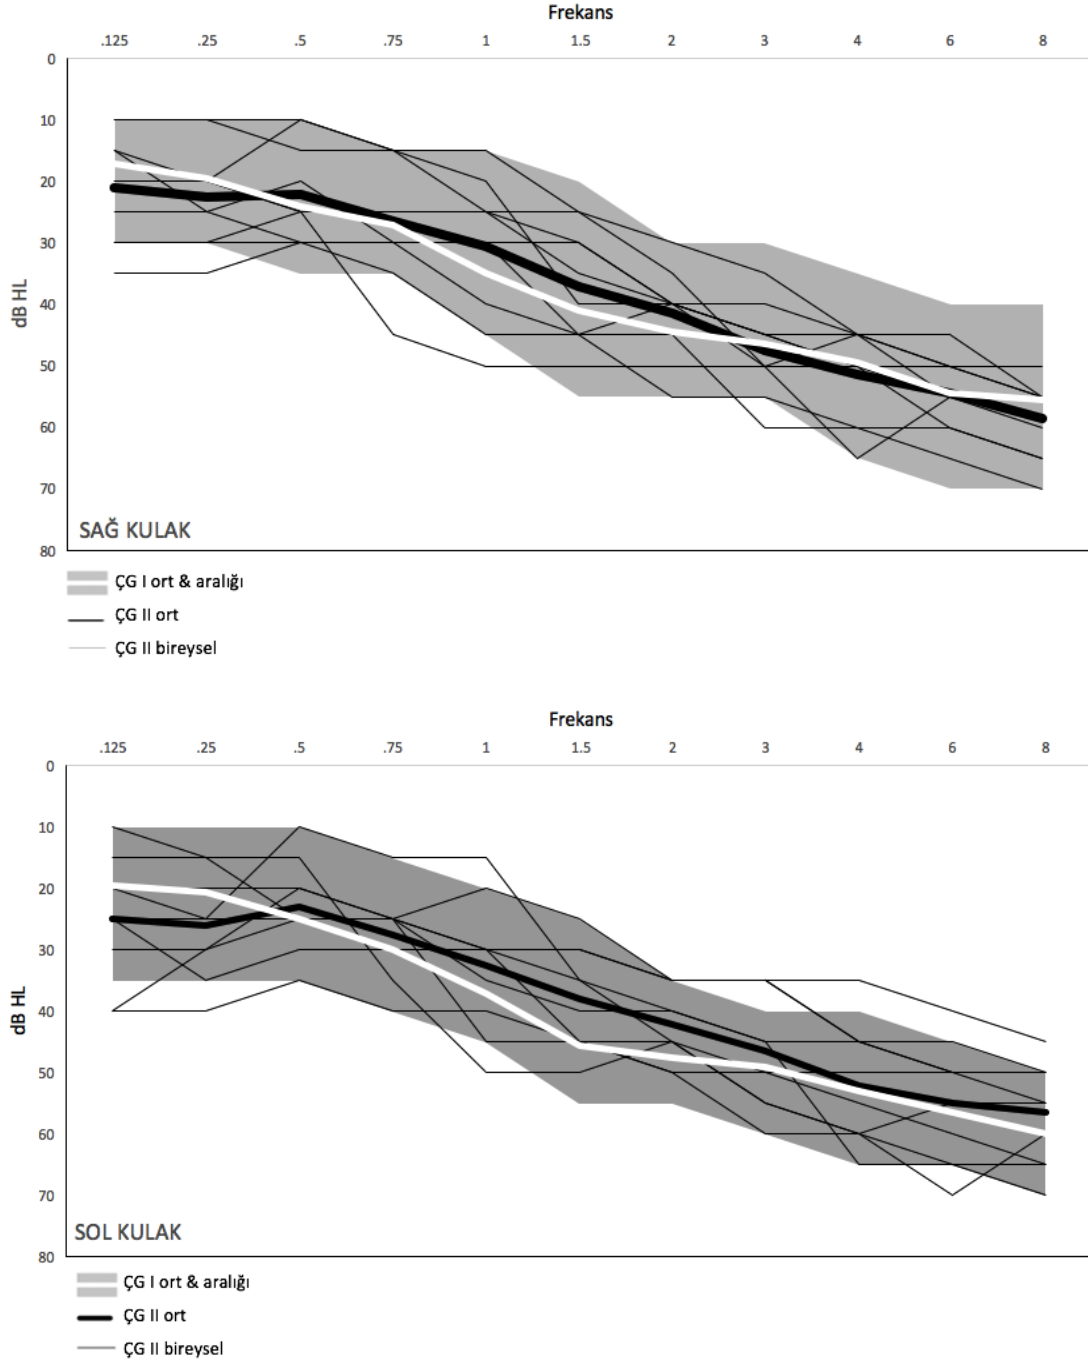 Frekans
.125 .25 .5 .75 1 1.5 2 3 4 6 8
0
10
20
30
40
50
60
70
80
dB HL
SAĞ KULAK
ÇG I ort & aralığı
ÇG II ort
ÇG II bireysel
Frekans
.125 .25 .5 .75 1 1.5 2 3 4 6 8
0
10
20
30
40
50
60
70
80
dB HL
SOL KULAK
ÇG I ort & aralığı
ÇG II ort
ÇG II bireysel